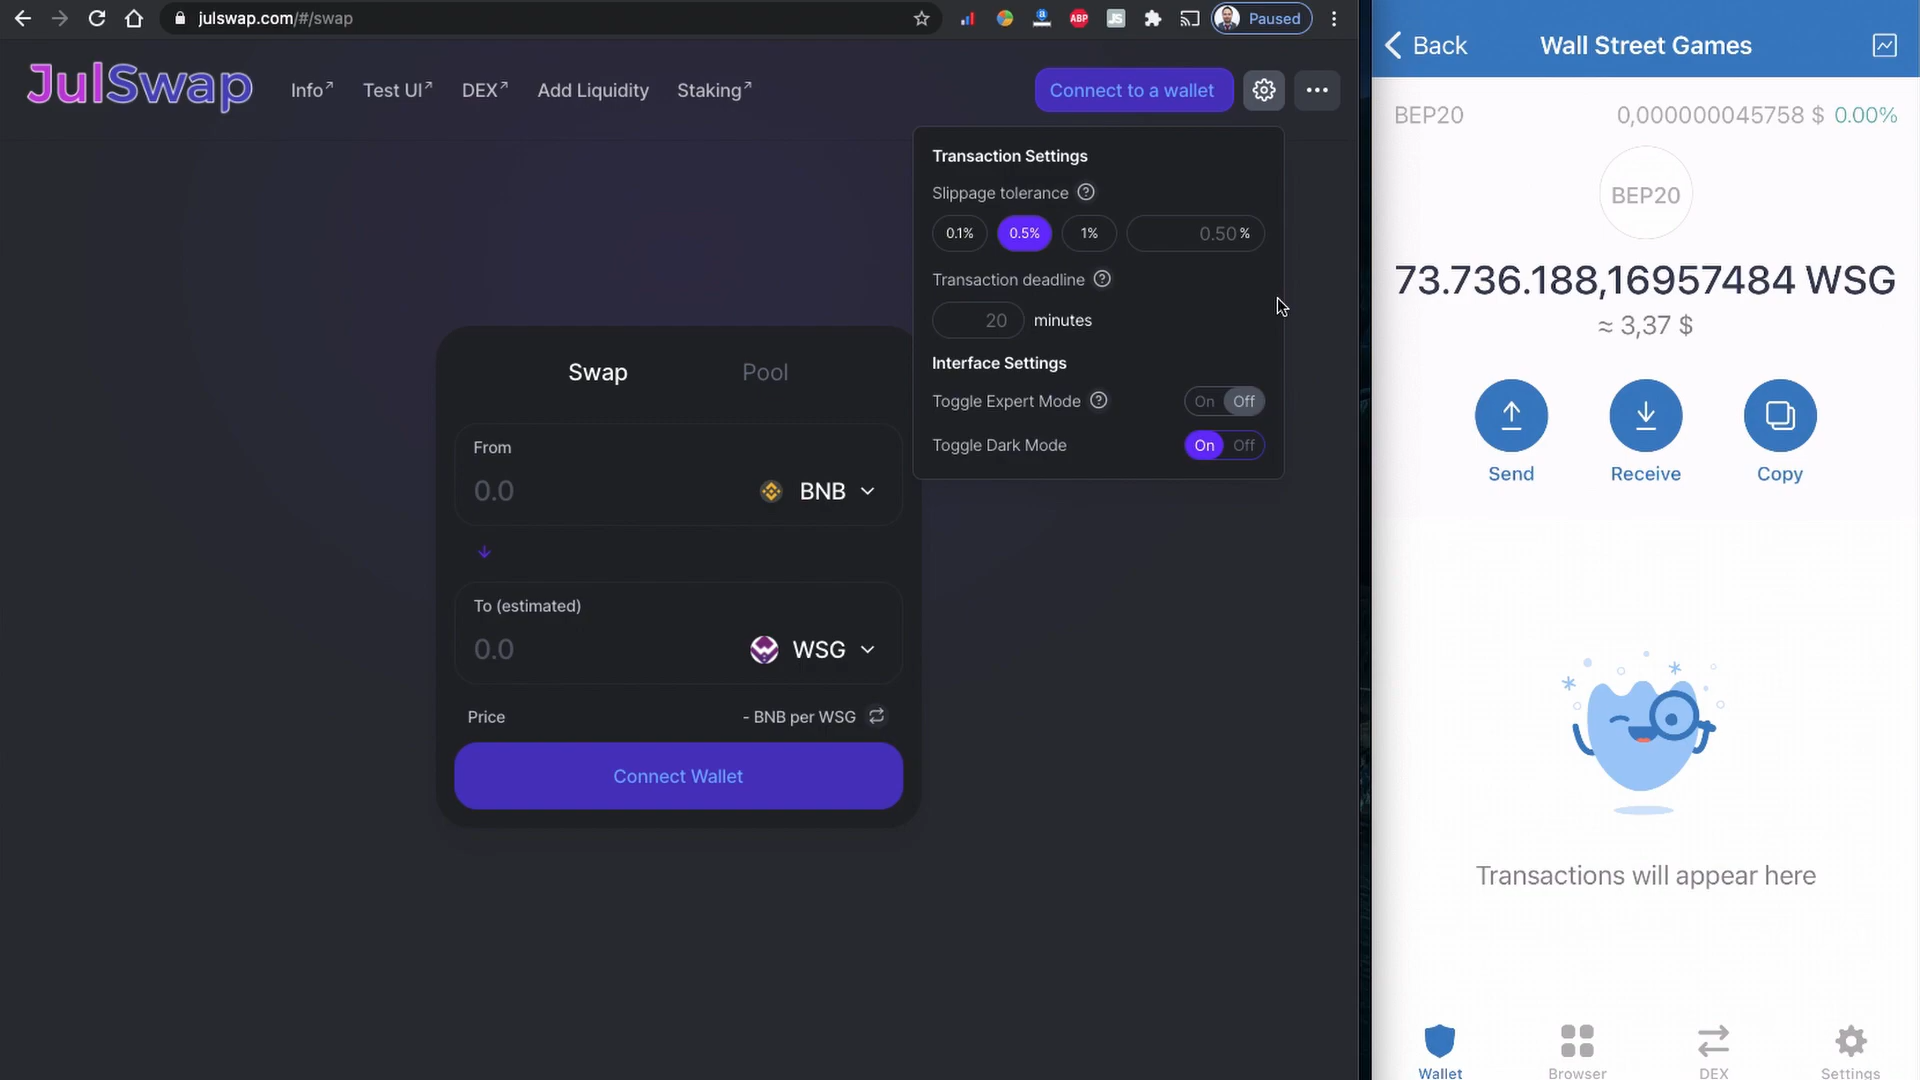 julswap.com/#/swap
ABP
JS
Paused
JulSwap
Info↗
Test UI↗
DEX↗
Add Liquidity
Staking↗
Connect to a wallet
Transaction Settings
Slippage tolerance ?
0.1%
0.5%
1%
0.50 %
Transaction deadline ?
20 minutes
Interface Settings
Toggle Expert Mode ?
On Off
Toggle Dark Mode
On Off
Swap
Pool
From
0.0
BNB
To (estimated)
0.0
WSG
Price
- BNB per WSG
Connect Wallet
Back
Wall Street Games
BEP20
0,000000045758 $ 0.00%
BEP20
73.736.188,16957484 WSG
≈ 3,37 $
Send
Receive
Copy
Transactions will appear here
Wallet
Browser
DEX
Settings